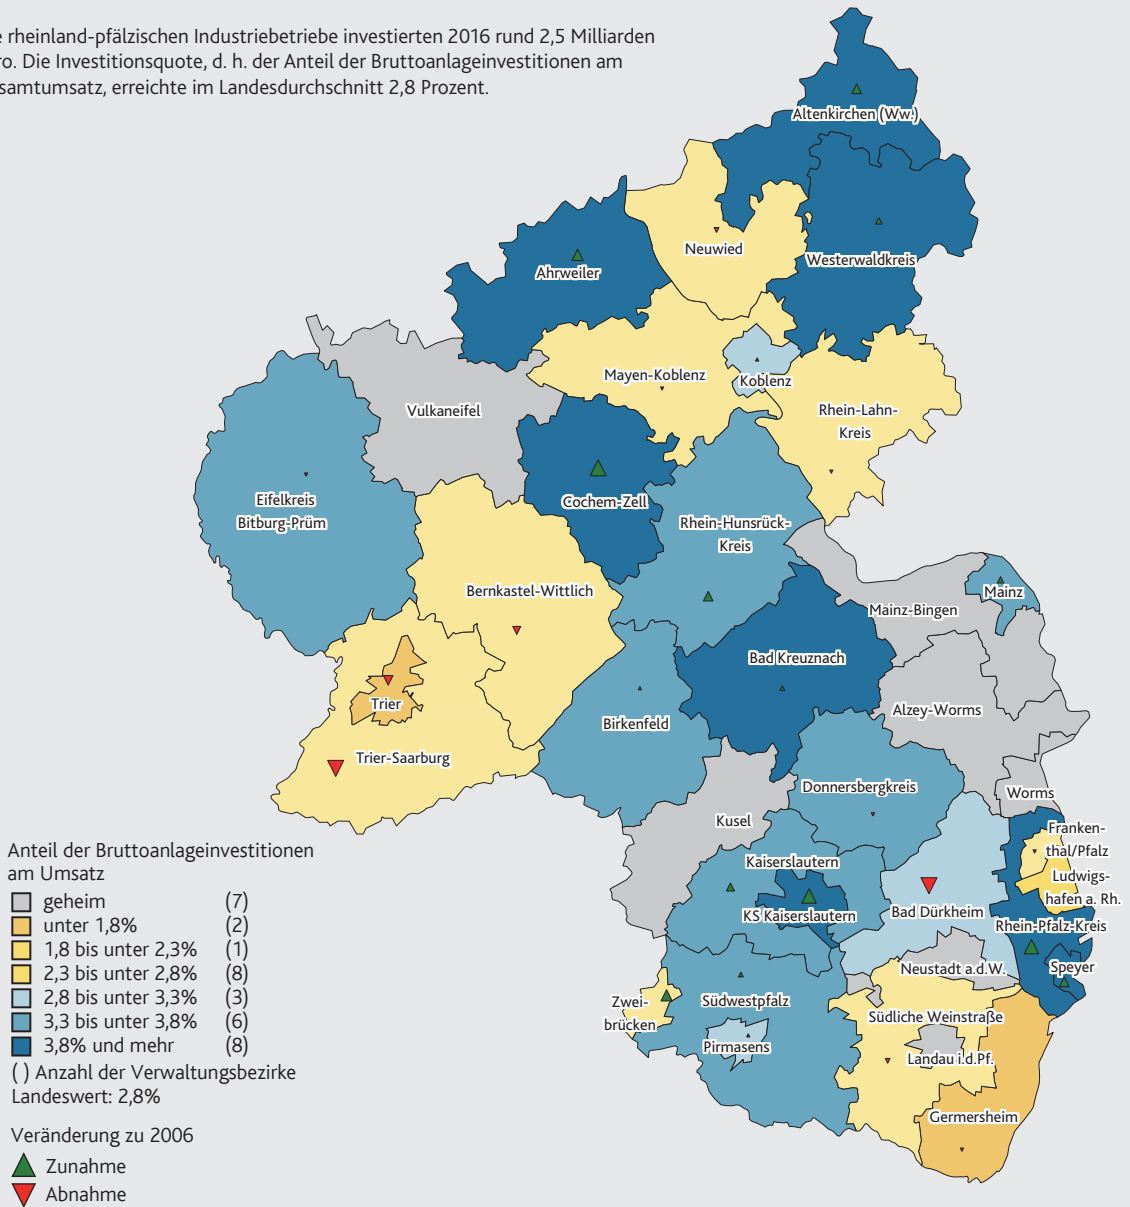 e rheinland-pfälzischen Industriebetriebe investierten 2016 rund 2,5 Milliarden
ro. Die Investitionsquote, d. h. der Anteil der Bruttoanlageinvestitionen am
samtumsatz, erreichte im Landesdurchschnitt 2,8 Prozent.
Altenkirchen (Ww.)
Neuwied
Westerwaldkreis
Ahrweiler
Mayen-Koblenz
Koblenz
Vulkaneifel
Rhein-Lahn-
Kreis
Eifelkreis
Bitburg-Prüm
Cochem-Zell
Rhein-Hunsrück-
Kreis
Bernkastel-Wittlich
Mainz
Mainz-Bingen
Bad Kreuznach
Trier
Birkenfeld
Alzey-Worms
Trier-Saarburg
Donnersbergkreis
Worms
Kusel
Franken-
thal/Pfalz
Kaiserslautern
Ludwigs-
hafen a. Rh.
KS Kaiserslautern
Bad Dürkheim
Rhein-Pfalz-Kreis
Neustadt a.d.W.
Speyer
Zwei-
brücken
Südwestpfalz
Südliche Weinstraße
Pirmasens
Landau i.d.Pf.
Germersheim
Anteil der Bruttoanlageinvestitionen
am Umsatz
geheim (7)
unter 1,8% (2)
1,8 bis unter 2,3% (1)
2,3 bis unter 2,8% (8)
2,8 bis unter 3,3% (3)
3,3 bis unter 3,8% (6)
3,8% und mehr (8)
( ) Anzahl der Verwaltungsbezirke
Landeswert: 2,8%
Veränderung zu 2006
Zunahme
Abnahme